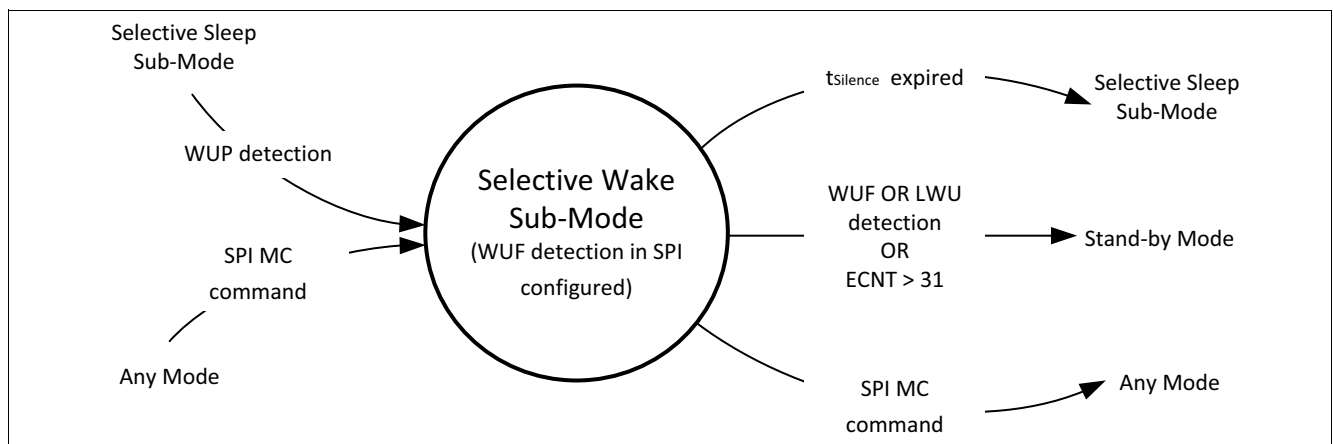 Selective Sleep
Sub-Mode
WUP detection
SPI MC
command
Any Mode
Selective Wake
Sub-Mode
(WUF detection in SPI
configured)
tSilence expired
Selective Sleep
Sub-Mode
WUF OR LWU
detection
OR
ECNT > 31
Stand-by Mode
SPI MC
command
Any Mode